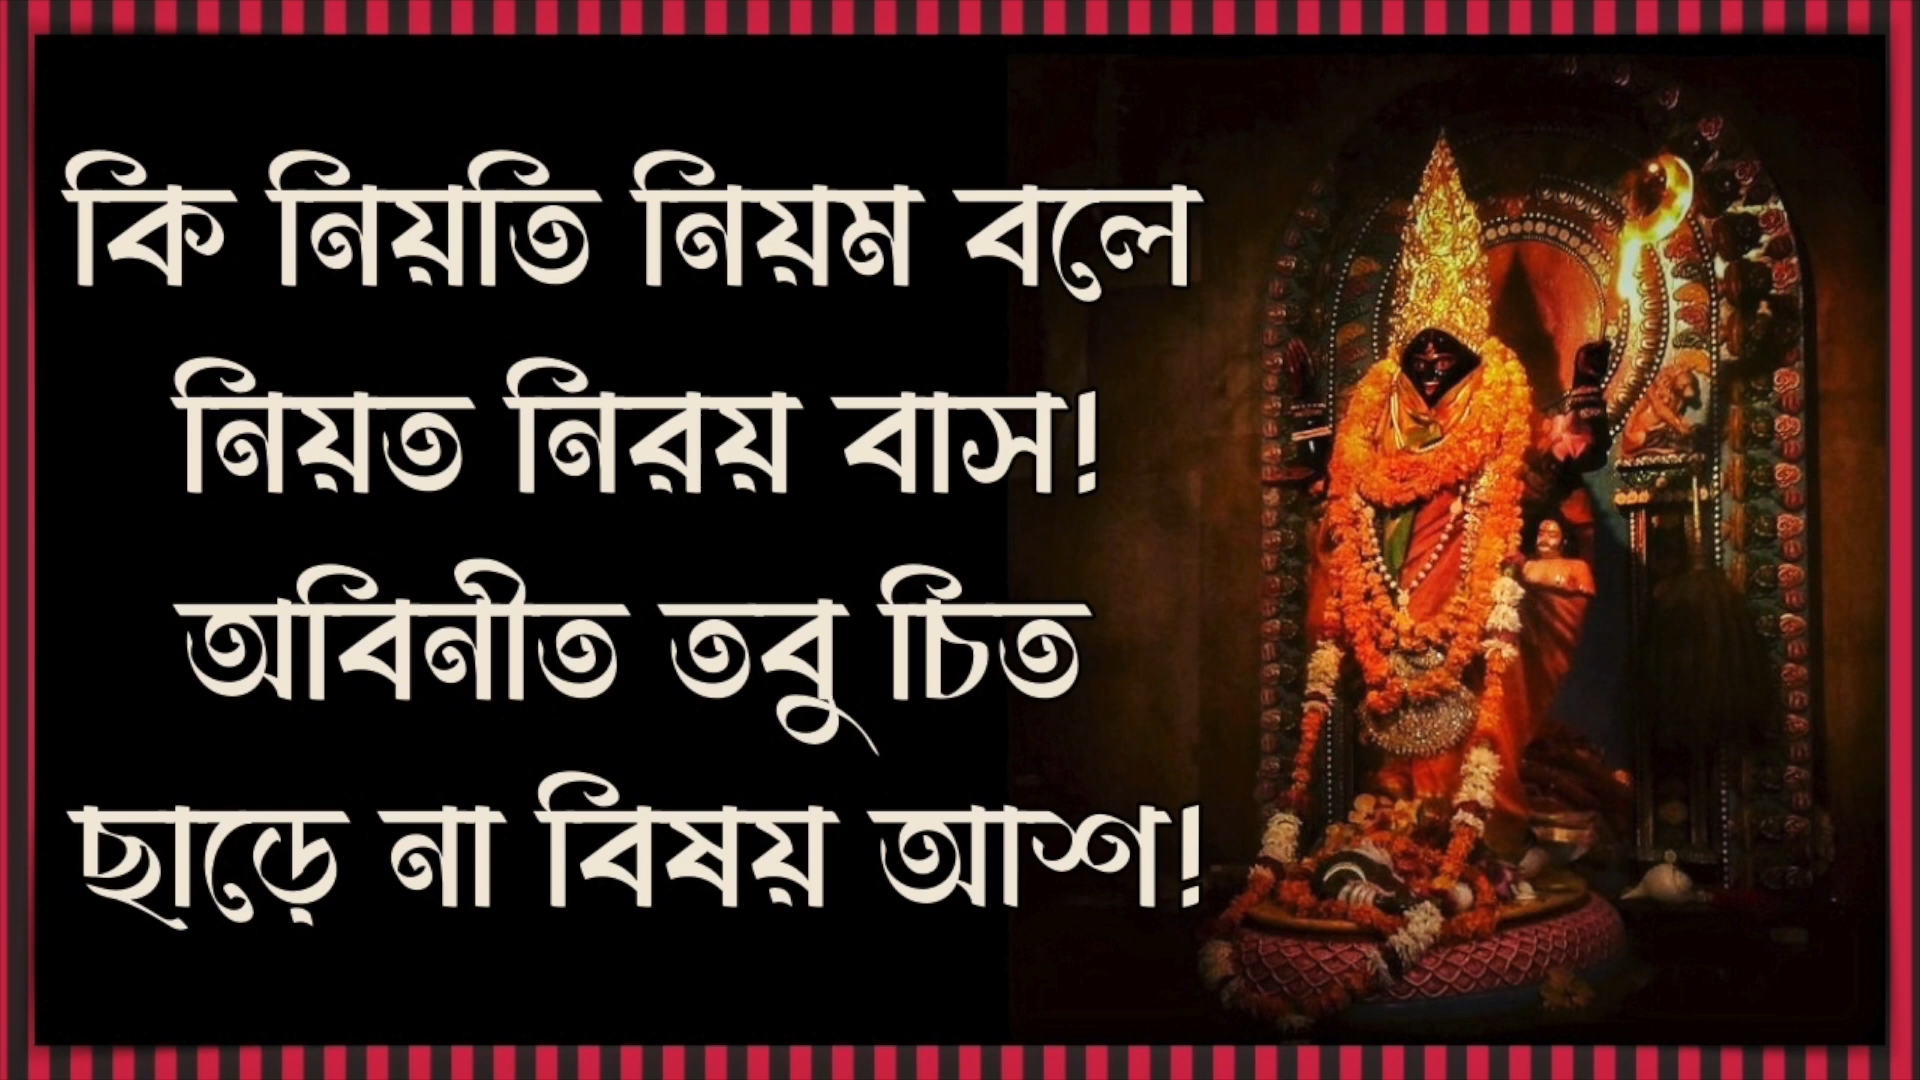 কি নিয়তি নিয়ম বলে
নিয়ত নিরয় বাস!
অবিনীত তবু চিত
ছাড়ে না বিষয় আশ!